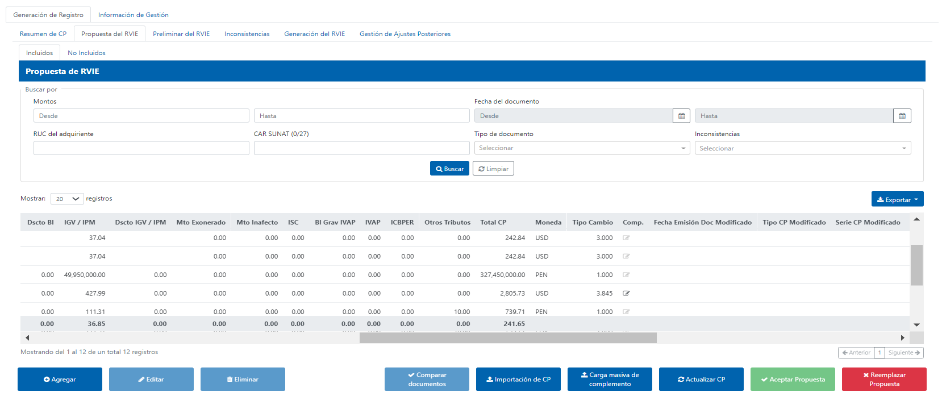 Generación de Registro Información de Gestión
Resumen de CP Propuesta del RVIE Preliminar del RVIE Inconsistencias Generación del RVIE Gestión de Ajustes Posteriores
Incluidos No Incluidos
Propuesta de RVIE
Buscar por
Montos Fecha del documento
Desde Hasta Desde Hasta
RUC del adquiriente CAR SUNAT (0/27) Tipo de documento Inconsistencias
Seleccionar Seleccionar
Buscar Limpiar
Mostrar 20 registros Exportar
Dscto BI IGV / IPM Dscto IGV / IPM Mto Exonerado Mto Inafecto ISC BI Grav IVAP IVAP ICBPER Otros Tributos Total CP Moneda Tipo Cambio Comp. Fecha Emisión Doc Modificado Tipo CP Modificado Serie CP Modificado
37.04 0.00 0.00 0.00 0.00 0.00 0.00 0.00 242.84 USD 3.000
37.04 0.00 0.00 0.00 0.00 0.00 0.00 0.00 242.84 USD 3.000
0.00 49,950,000.00 0.00 0.00 0.00 0.00 0.00 0.00 0.00 0.00 327,450,000.00 PEN 1.000
0.00 427.99 0.00 0.00 0.00 0.00 0.00 0.00 0.00 0.00 2,805.73 USD 3.845
0.00 111.31 0.00 0.00 0.00 0.00 0.00 0.00 0.00 10.00 739.71 PEN 1.000
0.00 36.85 0.00 0.00 0.00 0.00 0.00 0.00 0.00 0.00 241.65
Mostrando del 1 al 12 de un total 12 registros Anterior 1 Siguiente
Agregar Editar Eliminar Comparar documentos Importación de CP Carga masiva de complemento Actualizar CP Aceptar Propuesta Reemplazar Propuesta